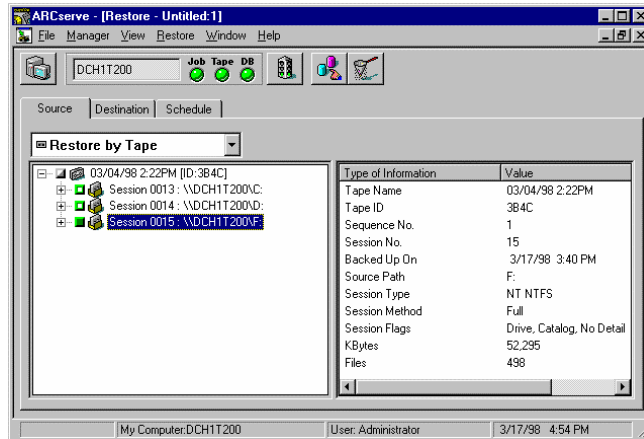 ARCserve - [Restore - Untitled:1]
File Manager View Restore Window Help
DCH1T200 Job Tape DB
Source Destination Schedule
Restore by Tape
03/04/98 2:22PM [ID:3B4C]
Session 0013 : \\DCH1T200\C:
Session 0014 : \\DCH1T200\D:
Session 0015 : \\DCH1T200\F:
Type of Information Value
Tape Name 03/04/98 2:22PM
Tape ID 3B4C
Sequence No. 1
Session No. 15
Backed Up On 3/17/98 3:40 PM
Source Path F:
Session Type NT NTFS
Session Method Full
Session Flags Drive, Catalog, No Detail
KBytes 52,295
Files 498
My Computer:DCH1T200 User: Administrator 3/17/98 4:54 PM